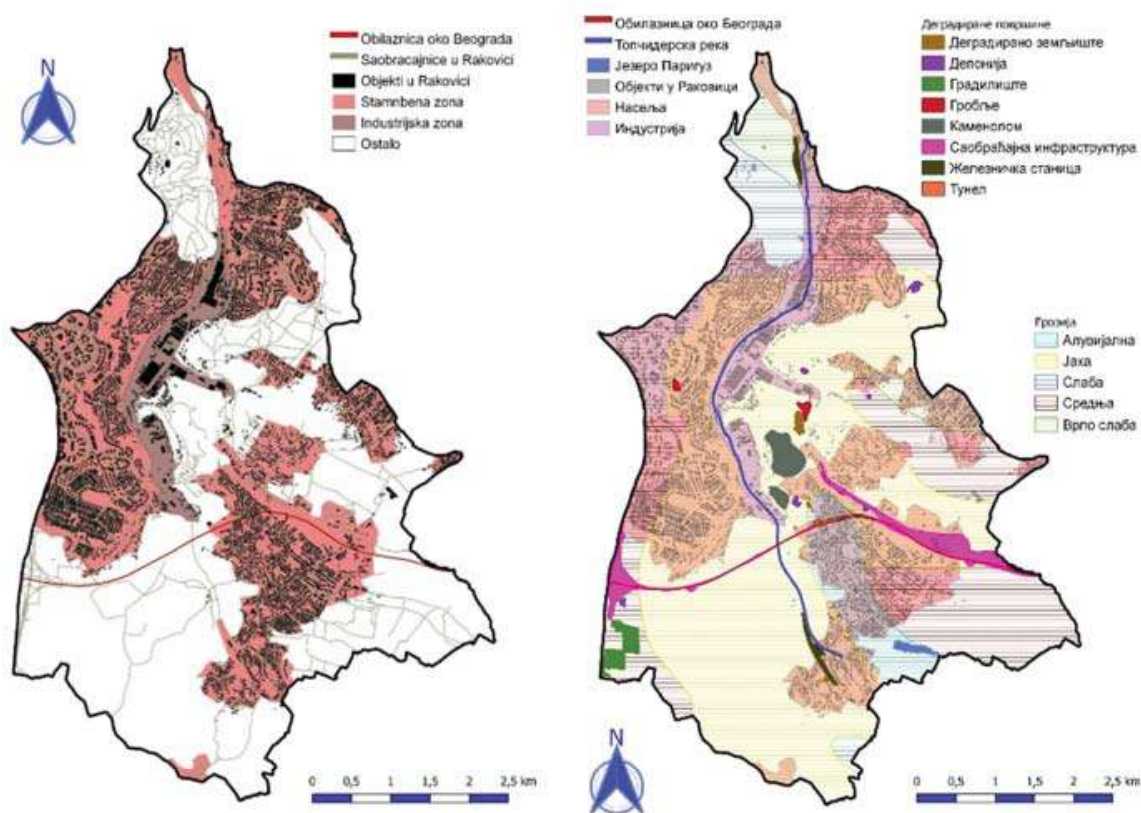 N
Obilaznica oko Beograda
Saobracajnice u Rakovici
Objekti u Rakovici
Stamnbena zona
Industrijska zona
Ostalo
0 0,5 1 1,5 2 2,5 km
Обилазница око Београда
Топчидерска река
Језеро Паригуз
Објекти у Раковици
Насеља
Индустрија
Деградиране површине
Деградирано земљиште
Депонија
Градилиште
Гробље
Каменолом
Саобраћајна инфраструктура
Железничка станица
Тунел
Ерозија
Алувијална
Јака
Слаба
Средња
Врло слаба
N
0 0,5 1 1,5 2 2,5 km